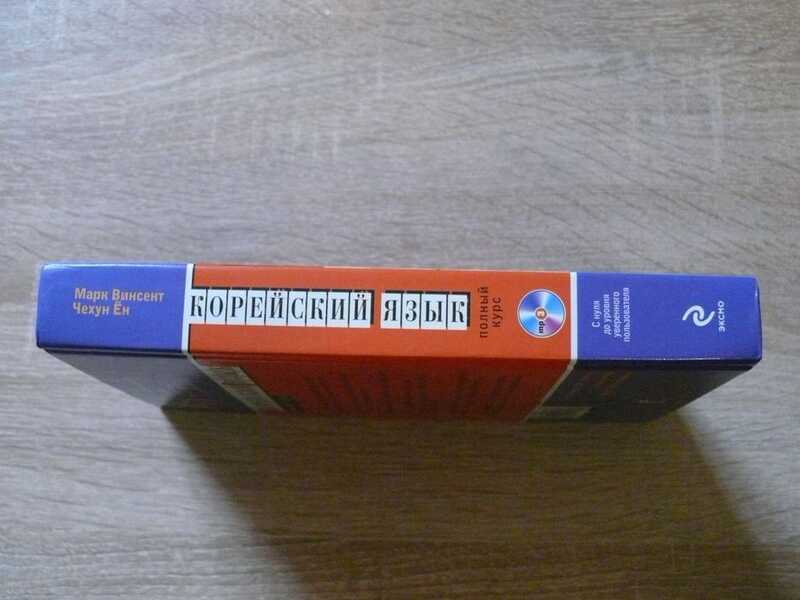 Марк Винсент
Чехун Ён
КОРЕЙСКИЙ ЯЗЫК
ПОЛНЫЙ
КУРС
mp3
С нуля
до уровня
уверенного
пользователя
ЭКСМО